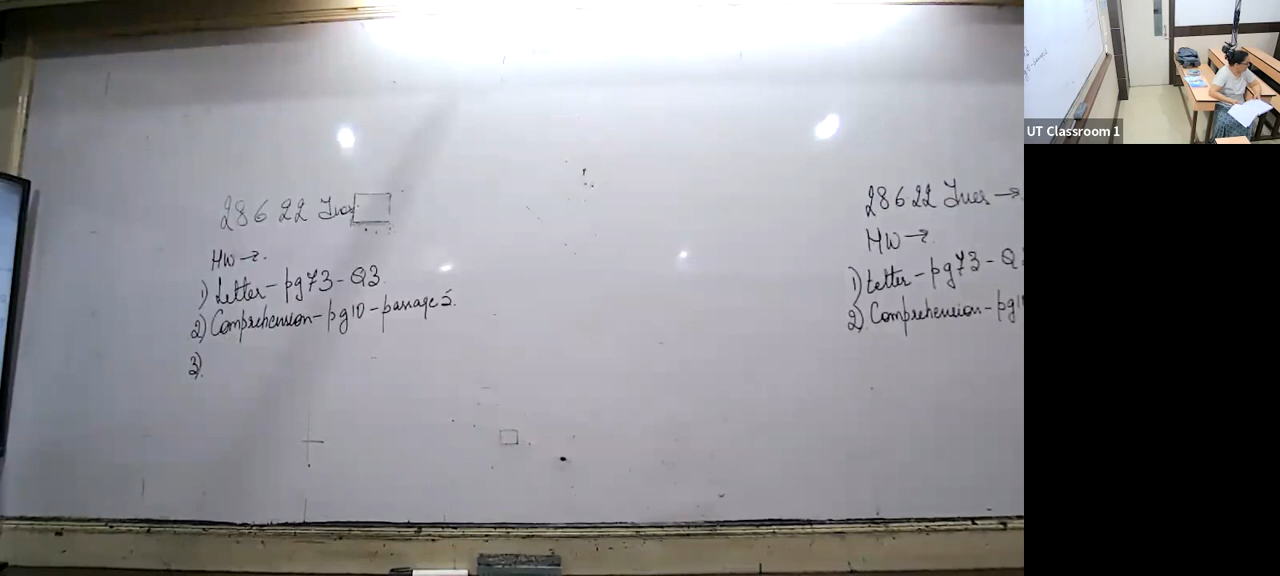 28 6 22 Tues
HW →.
1) Letter - pg 73 - Q3.
2) Comprehension - pg 10 - passage 5.
3)
28 6 22 Tues →
HW →.
1) Letter - pg 73 - Q
2) Comprehension - pg 1
UT Classroom 1